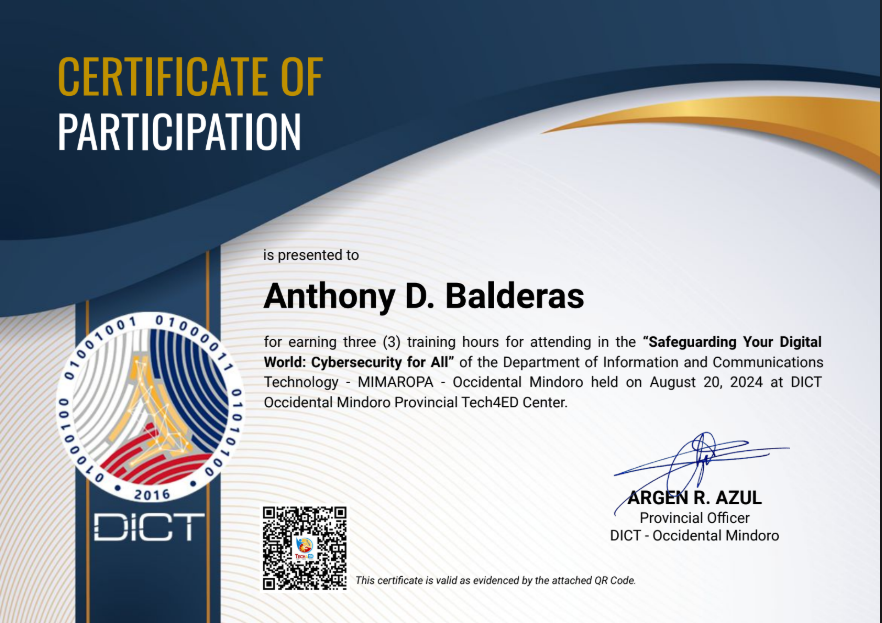 CERTIFICATE OF
PARTICIPATION
is presented to
Anthony D. Balderas
for earning three (3) training hours for attending in the “Safeguarding Your Digital
World: Cybersecurity for All” of the Department of Information and Communications
Technology - MIMAROPA - Occidental Mindoro held on August 20, 2024 at DICT
Occidental Mindoro Provincial Tech4ED Center.
01000100 01001001 01000011 01010100
• 2016 •
DICT
ARGEN R. AZUL
Provincial Officer
DICT - Occidental Mindoro
Tech4ED
This certificate is valid as evidenced by the attached QR Code.